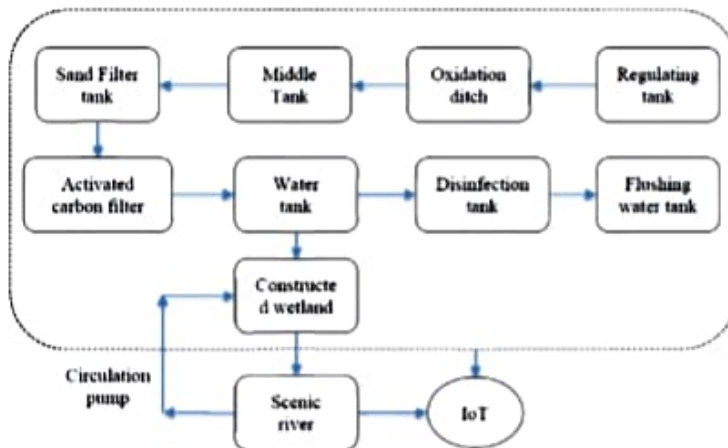 Sand Filter
tank
Middle
Tank
Oxidation
ditch
Regulating
tank
Activated
carbon filter
Water
tank
Disinfection
tank
Flushing
water tank
Constructe
d wetland
Circulation
pump
Scenic
river
IoT